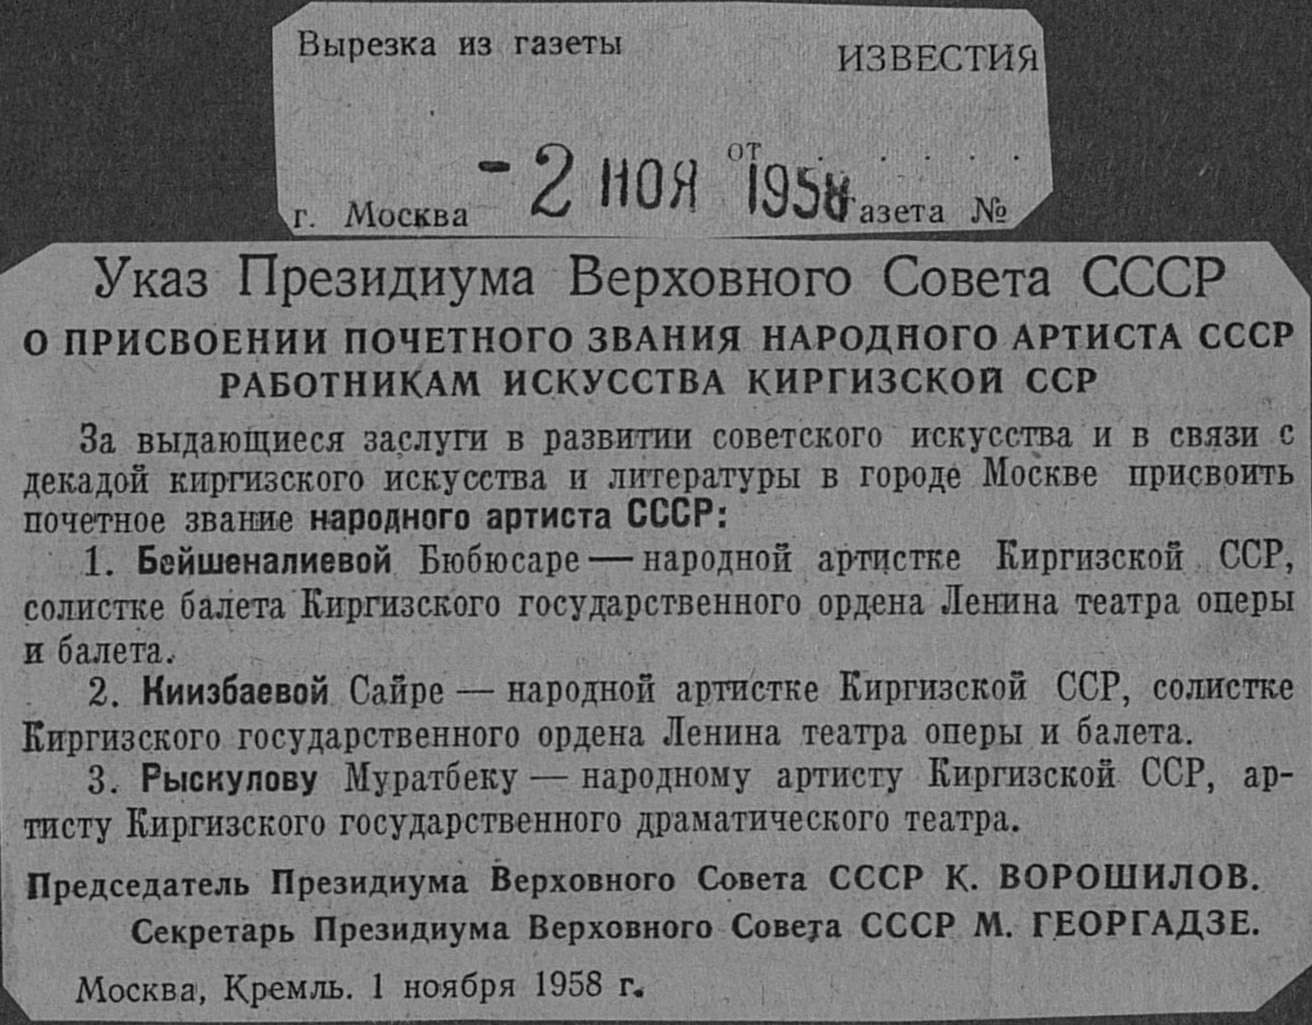 Вырезка из газеты
ИЗВЕСТИЯ
от . . . . .
- 2 НОЯ 1958
г. Москва
Газета №
Указ Президиума Верховного Совета СССР
О ПРИСВОЕНИИ ПОЧЕТНОГО ЗВАНИЯ НАРОДНОГО АРТИСТА СССР
РАБОТНИКАМ ИСКУССТВА КИРГИЗСКОЙ ССР
За выдающиеся заслуги в развитии советского искусства и в связи с
декадой киргизского искусства и литературы в городе Москве присвоить
почетное звание народного артиста СССР:
1. Бейшеналиевой Бюбюсаре — народной артистке Киргизской ССР,
солистке балета Киргизского государственного ордена Ленина театра оперы
и балета.
2. Киизбаевой Сайре — народной артистке Киргизской ССР, солистке
Киргизского государственного ордена Ленина театра оперы и балета.
3. Рыскулову Муратбеку — народному артисту Киргизской ССР, ар-
тисту Киргизского государственного драматического театра.
Председатель Президиума Верховного Совета СССР К. ВОРОШИЛОВ.
Секретарь Президиума Верховного Совета СССР М. ГЕОРГАДЗЕ.
Москва, Кремль. 1 ноября 1958 г.